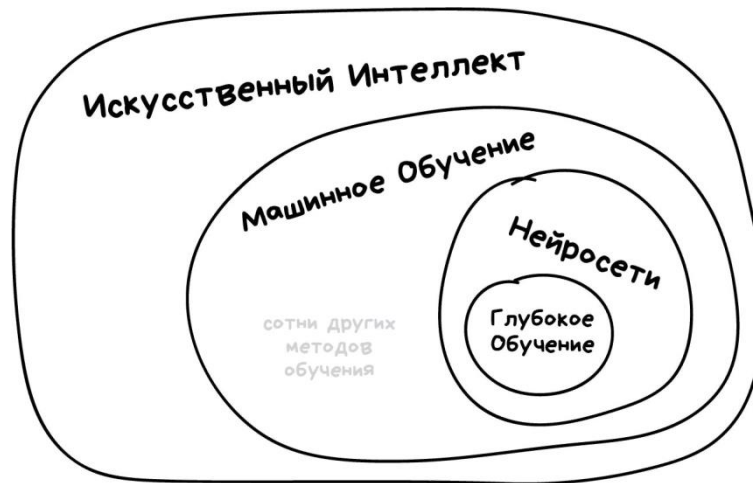 Искусственный Интеллект
Машинное Обучение
Нейросети
Глубокое
Обучение
сотни других
методов
обучения